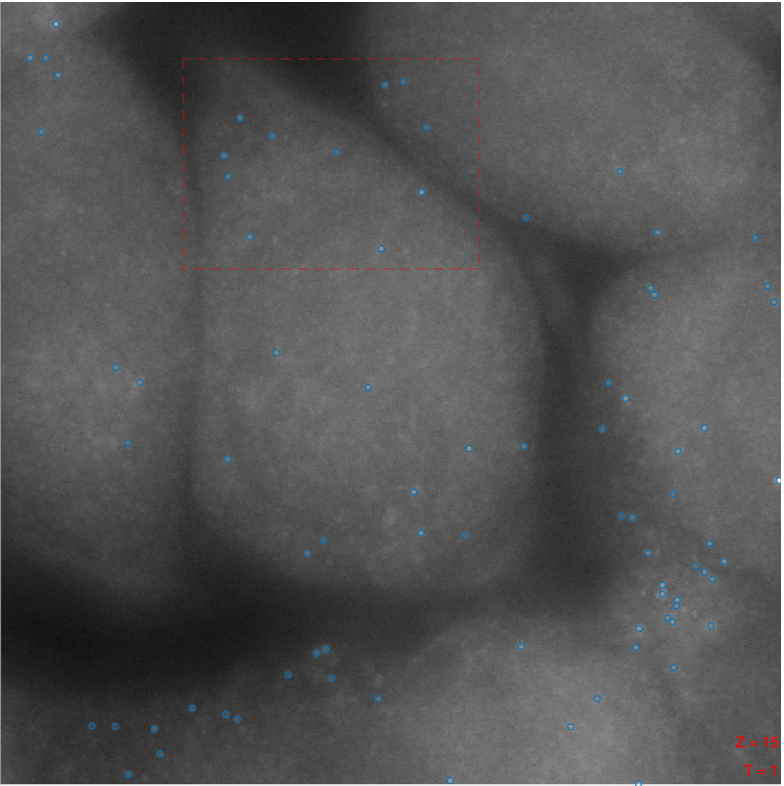 Z = 15
T = 1